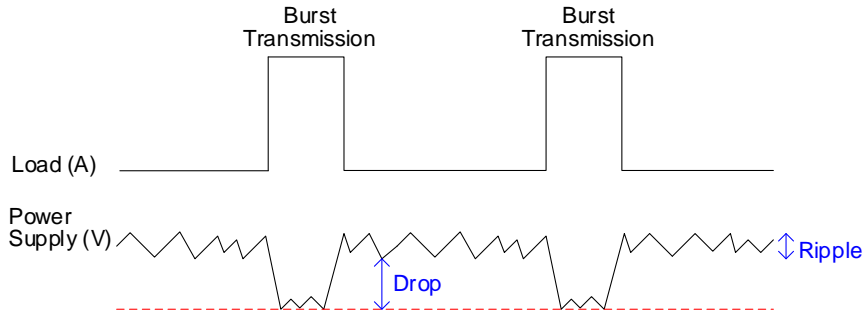 Burst
Transmission
Burst
Transmission
Load (A)
Power
Supply (V)
Ripple
Drop